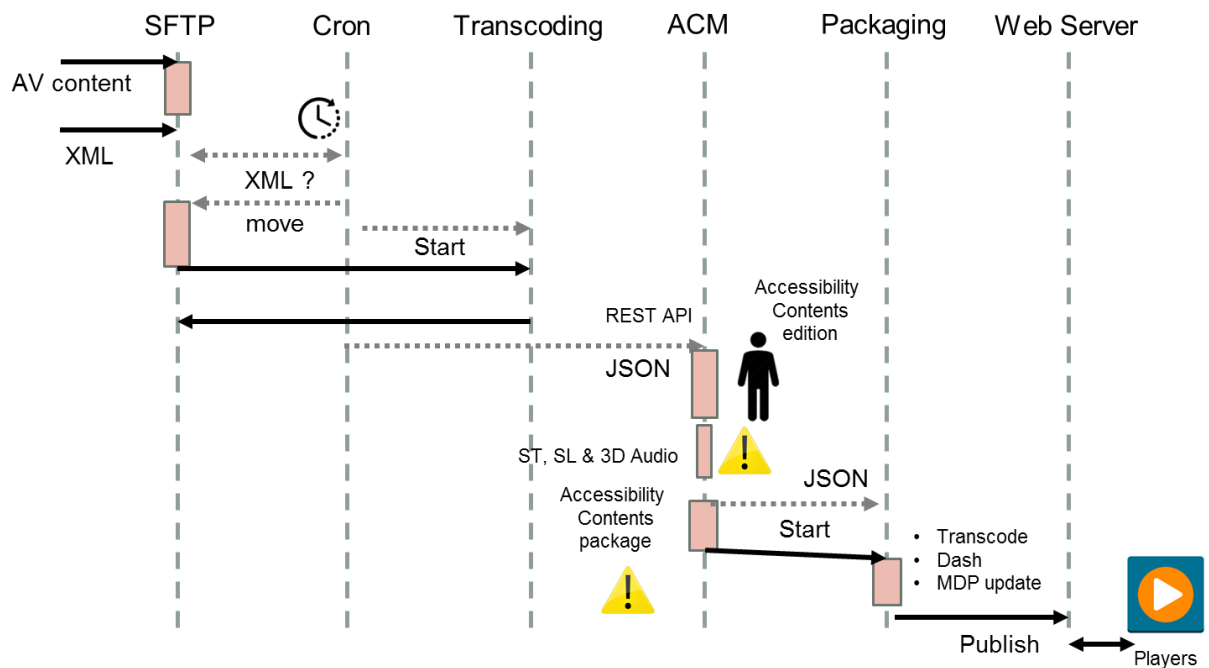 SFTP Cron Transcoding ACM Packaging Web Server
AV content
XML
XML ?
move
Start
REST API
Accessibility
Contents
edition
JSON
ST, SL & 3D Audio
JSON
Accessibility
Contents
package
Start
• Transcode
• Dash
• MDP update
Publish
Players